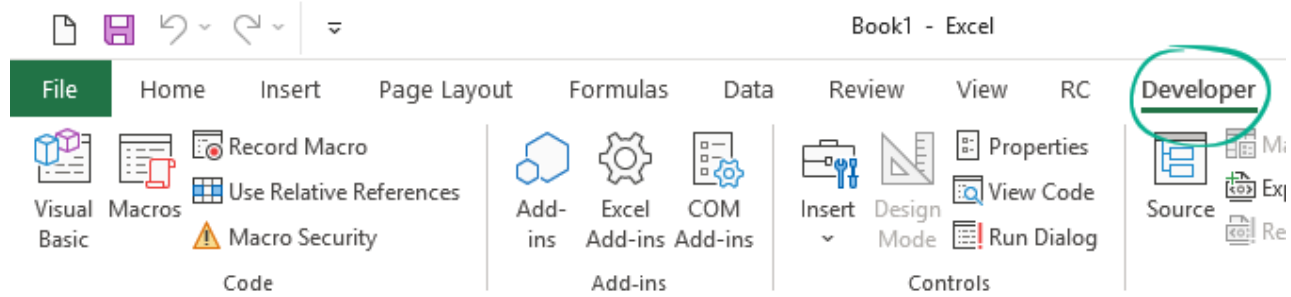 Book1 - Excel
File Home Insert Page Layout Formulas Data Review View RC Developer
Visual Basic
Macros
Record Macro
Use Relative References
Macro Security
Code
Add-ins
Excel Add-ins
COM Add-ins
Add-ins
Insert
Design Mode
Properties
View Code
Run Dialog
Controls
Source